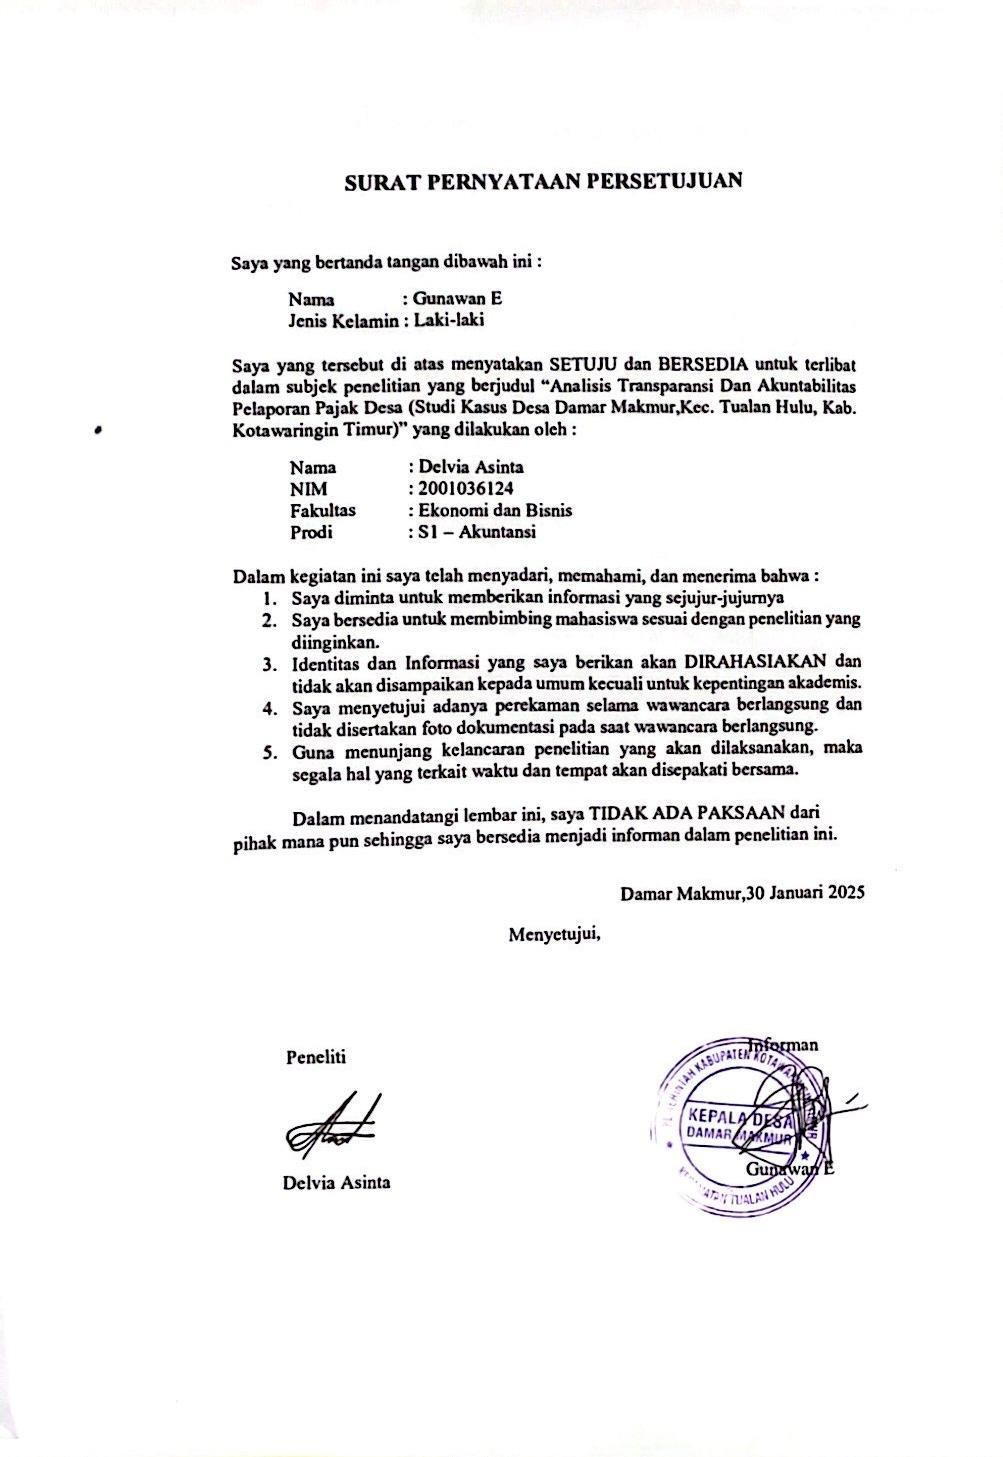 SURAT PERNYATAAN PERSETUJUAN
Saya yang bertanda tangan dibawah ini :
Nama : Gunawan E
Jenis Kelamin : Laki-laki
Saya yang tersebut di atas menyatakan SETUJU dan BERSEDIA untuk terlibat
dalam subjek penelitian yang berjudul “Analisis Transparansi Dan Akuntabilitas
Pelaporan Pajak Desa (Studi Kasus Desa Damar Makmur,Kec. Tualan Hulu, Kab.
Kotawaringin Timur)” yang dilakukan oleh :
Nama : Delvia Asinta
NIM : 2001036124
Fakultas : Ekonomi dan Bisnis
Prodi : S1 – Akuntansi
Dalam kegiatan ini saya telah menyadari, memahami, dan menerima bahwa :
1. Saya diminta untuk memberikan informasi yang sejujur-jujurnya
2. Saya bersedia untuk membimbing mahasiswa sesuai dengan penelitian yang
diinginkan.
3. Identitas dan Informasi yang saya berikan akan DIRAHASIAKAN dan
tidak akan disampaikan kepada umum kecuali untuk kepentingan akademis.
4. Saya menyetujui adanya perekaman selama wawancara berlangsung dan
tidak disertakan foto dokumentasi pada saat wawancara berlangsung.
5. Guna menunjang kelancaran penelitian yang akan dilaksanakan, maka
segala hal yang terkait waktu dan tempat akan disepakati bersama.
Dalam menandatangi lembar ini, saya TIDAK ADA PAKSAAN dari
pihak mana pun sehingga saya bersedia menjadi informan dalam penelitian ini.
Damar Makmur,30 Januari 2025
Menyetujui,
Peneliti
Informan
KABUPATEN
KEPALA DESA
DAMAR MAKMUR
TUALAN HULU
Delvia Asinta
Gunawan E